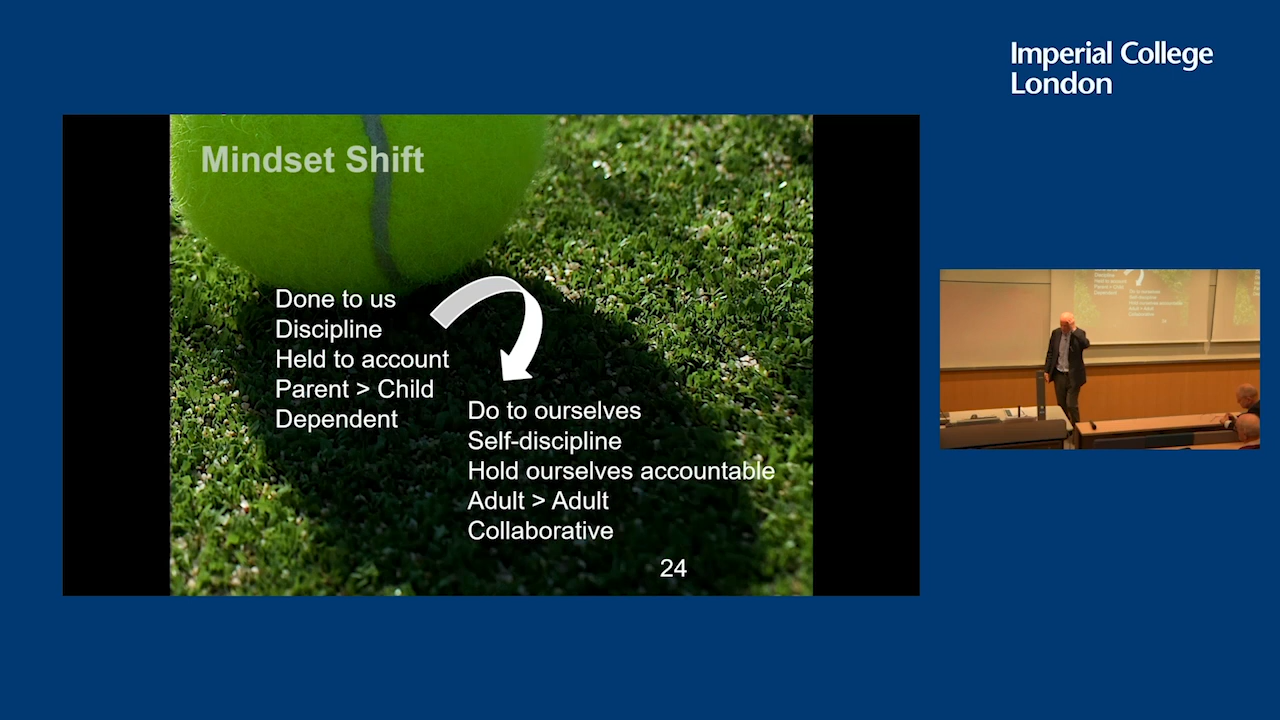 Imperial College
London
Mindset Shift
Done to us
Discipline
Held to account
Parent > Child
Dependent
Do to ourselves
Self-discipline
Hold ourselves accountable
Adult > Adult
Collaborative
24